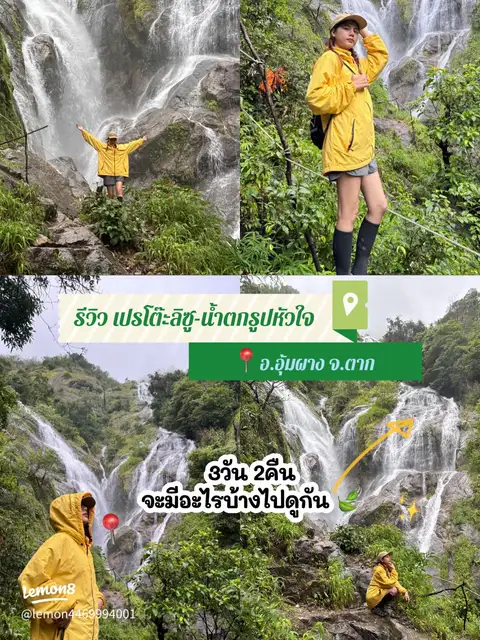 รีวิว เปรโต๊ะลิซู-น้ำตกรูปหัวใจ
อ.อุ้มผาง จ.ตาก
3วัน 2คืน
จะมีอะไรบ้างไปดูกัน
lemon8
@lemon4469994001